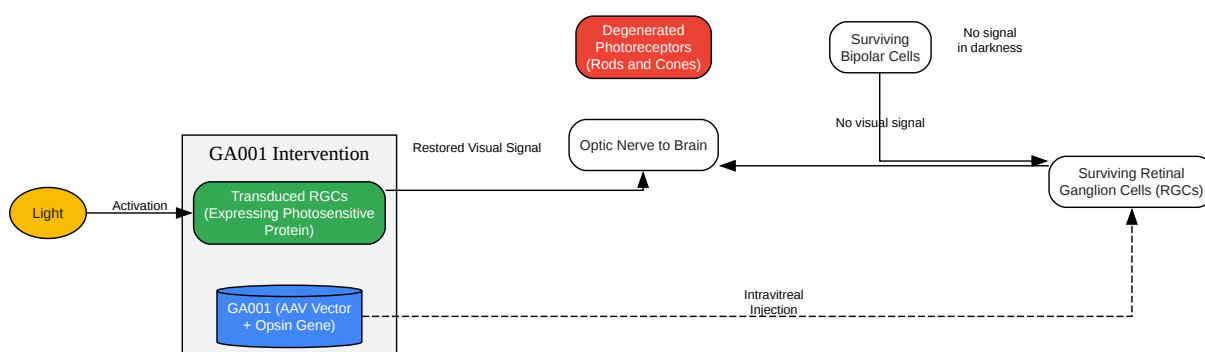 Degenerated
Photoreceptors
(Rods and Cones)
Surviving
Bipolar Cells
No signal
in darkness
No visual signal
Optic Nerve to Brain
GA001 Intervention
Restored Visual Signal
Surviving Retinal
Ganglion Cells (RGCs)
Light
Activation
Transduced RGCs
(Expressing Photosensitive
Protein)
GA001 (AAV Vector
+ Opsin Gene)
Intravitreal
Injection